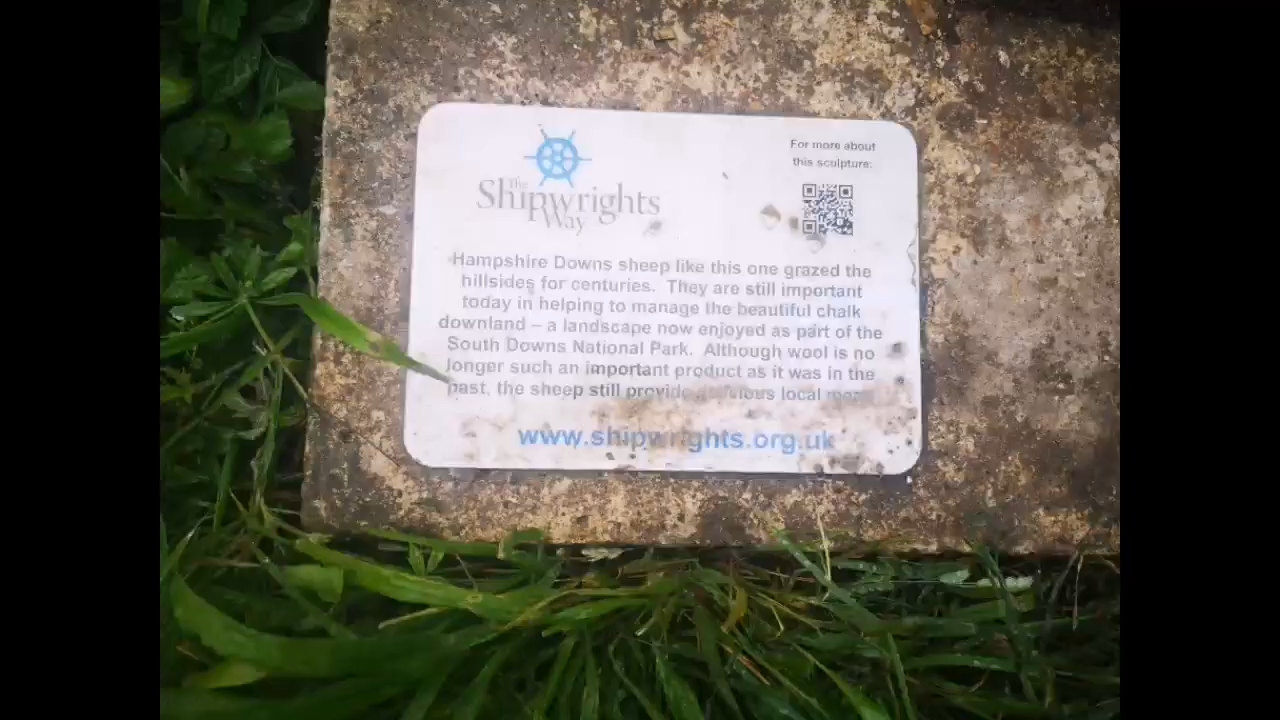 For more about
this sculpture:
The
Shipwrights
Way
Hampshire Downs sheep like this one grazed the
hillsides for centuries. They are still important
today in helping to manage the beautiful chalk
downland – a landscape now enjoyed as part of the
South Downs National Park. Although wool is no
longer such an important product as it was in the
past, the sheep still provide local
www.shipwrights.org.uk